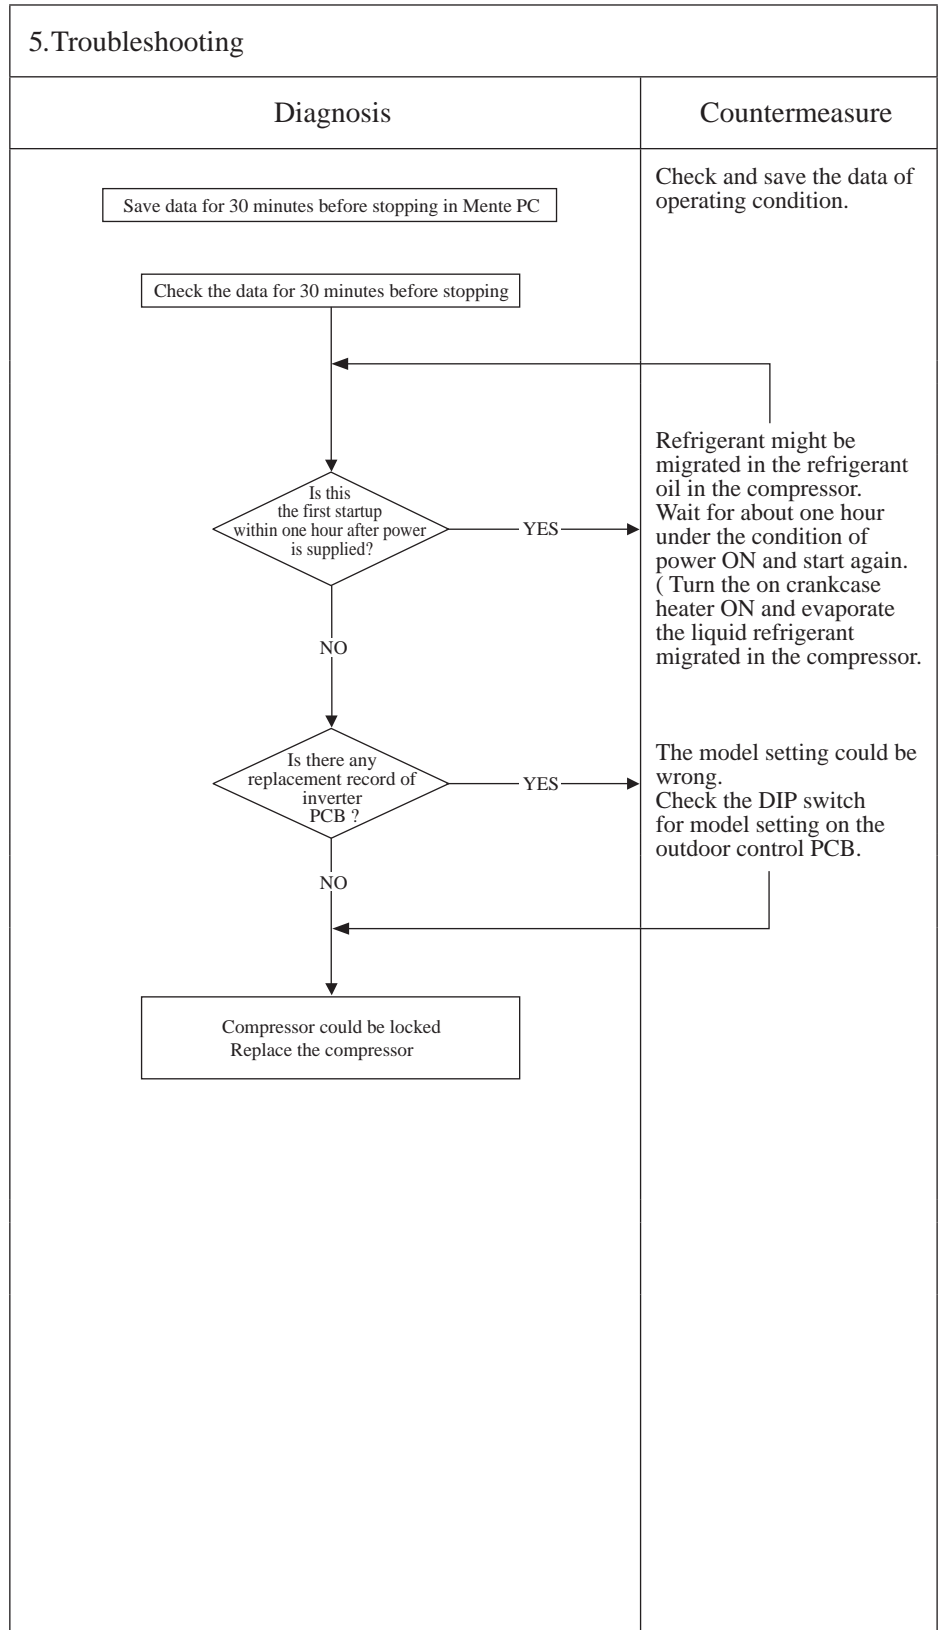 5.Troubleshooting
Diagnosis
Countermeasure
Save data for 30 minutes before stopping in Mente PC
Check and save the data of
operating condition.
Check the data for 30 minutes before stopping
Is this
the first startup
within one hour after power
is supplied?
YES
Refrigerant might be
migrated in the refrigerant
oil in the compressor.
Wait for about one hour
under the condition of
power ON and start again.
( Turn the on crankcase
heater ON and evaporate
the liquid refrigerant
migrated in the compressor.
NO
Is there any
replacement record of
inverter
PCB ?
YES
The model setting could be
wrong.
Check the DIP switch
for model setting on the
outdoor control PCB.
NO
Compressor could be locked
Replace the compressor